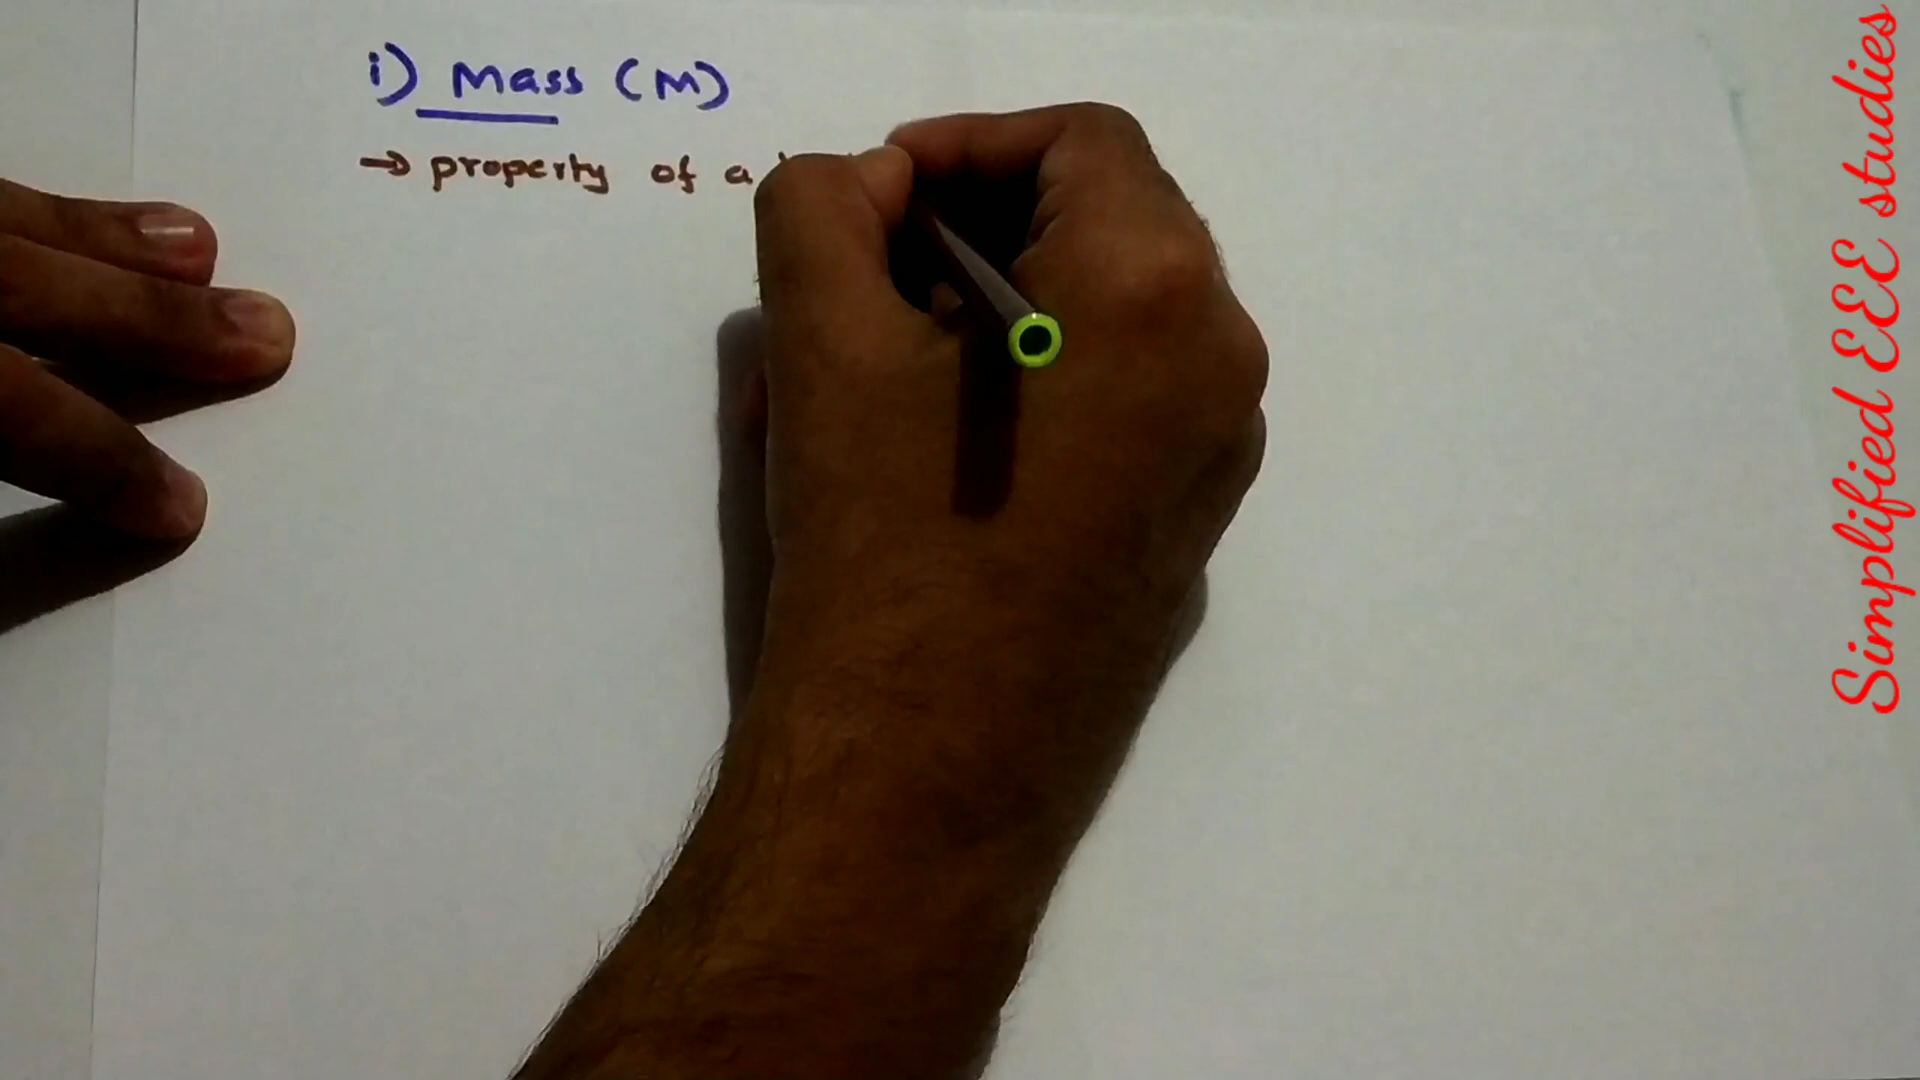 i) Mass (M)
→ property of a
Simplified EEE studies